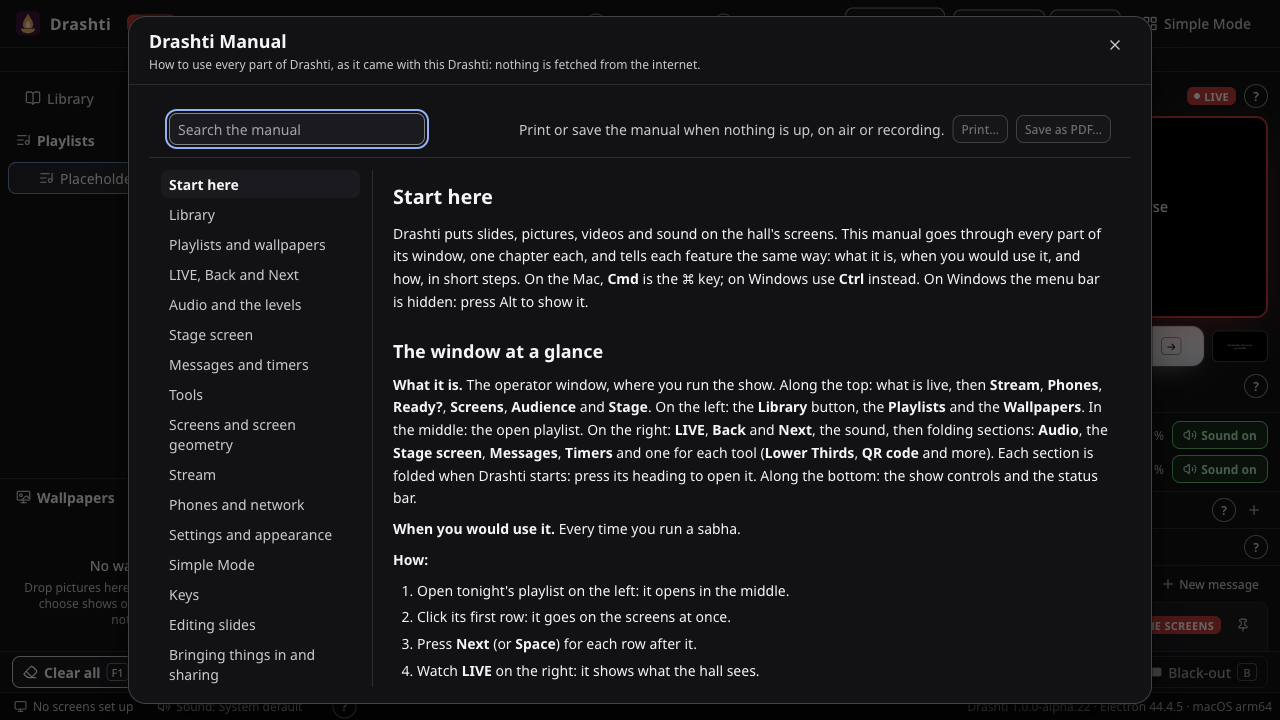 Drashti
Simple Mode
Drashti Manual
How to use every part of Drashti, as it came with this Drashti: nothing is fetched from the internet.
Library
LIVE
?
Search the manual
Print or save the manual when nothing is up, on air or recording.
Print...
Save as PDF...
Playlists
Placeholde
Start here
Library
Playlists and wallpapers
LIVE, Back and Next
Audio and the levels
Stage screen
Messages and timers
Tools
Screens and screen
geometry
Stream
Phones and network
Settings and appearance
Simple Mode
Keys
Editing slides
Bringing things in and
sharing
Start here
Drashti puts slides, pictures, videos and sound on the hall's screens. This manual goes through every part of
its window, one chapter each, and tells each feature the same way: what it is, when you would use it, and
how, in short steps. On the Mac, Cmd is the ⌘ key; on Windows use Ctrl instead. On Windows the menu bar
is hidden: press Alt to show it.
The window at a glance
What it is. The operator window, where you run the show. Along the top: what is live, then Stream, Phones,
Ready?, Screens, Audience and Stage. On the left: the Library button, the Playlists and the Wallpapers. In
the middle: the open playlist. On the right: LIVE, Back and Next, the sound, then folding sections: Audio, the
Stage screen, Messages, Timers and one for each tool (Lower Thirds, QR code and more). Each section is
folded when Drashti starts: press its heading to open it. Along the bottom: the show controls and the status
bar.
When you would use it. Every time you run a sabha.
How:
1. Open tonight's playlist on the left: it opens in the middle.
2. Click its first row: it goes on the screens at once.
3. Press Next (or Space) for each row after it.
4. Watch LIVE on the right: it shows what the hall sees.
se
?
% Sound on
% Sound on
?
?
New message
E SCREENS
Wallpapers
No wa
Drop pictures here
choose shows o
no
Clear all F1
Black-out B
No screens set up
Sound: System default
?
Drashti 1.0.0-alpha.22 · Electron 44.4.5 · macOS arm64